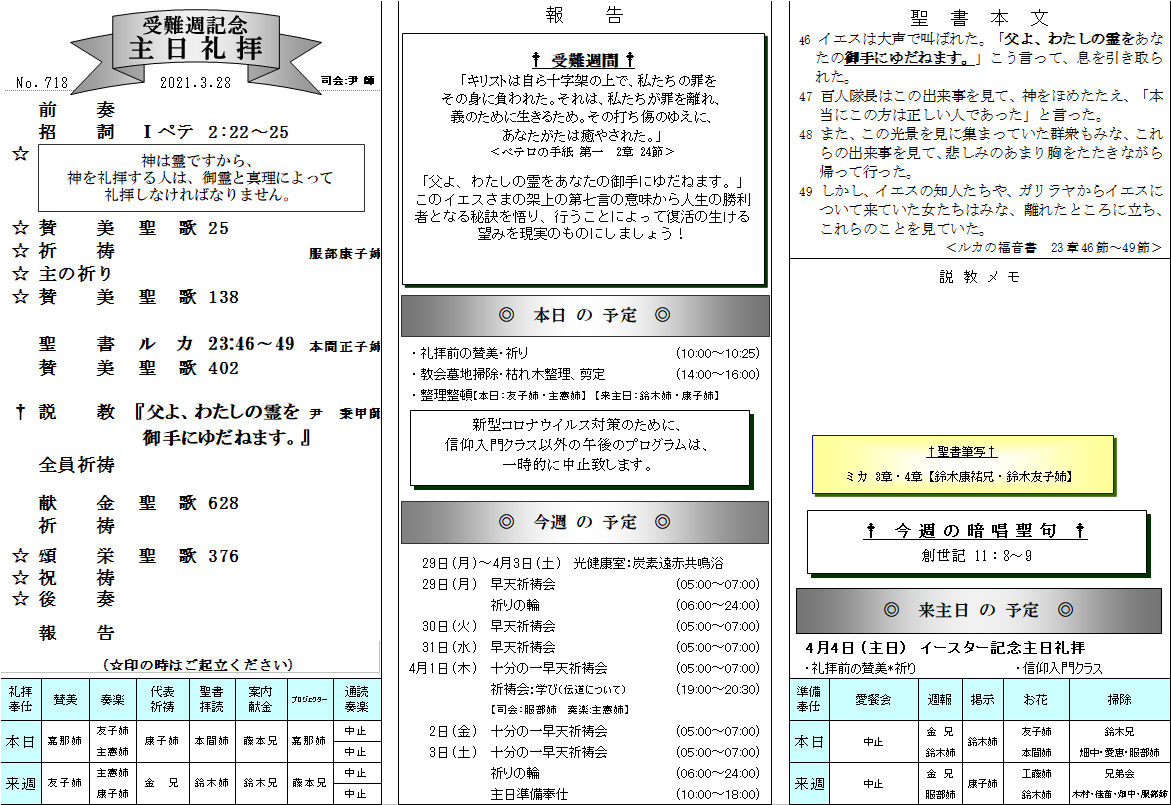 受難週記念
主日礼拝
No. 718　2021.3.28　司会:尹 師
前　奏
招　詞　Ⅰペテ　2:22～25
☆
神は霊ですから、
神を礼拝する人は、御霊と真理によって
礼拝しなければなりません。
☆ 賛　美　聖　歌　25
☆ 祈　祷　服部康子姉
☆ 主の祈り
☆ 賛　美　聖　歌　138
聖　書　ル　カ　23:46～49　本間正子姉
賛　美　聖　歌　402
† 説　教　『父よ、わたしの霊を　尹　秉甲師
御手にゆだねます。』
全員祈祷
献　金　聖　歌　628
祈　祷
☆ 頌　栄　聖　歌　376
☆ 祝　祷
☆ 後　奏
報　告
(☆印の時はご起立ください)
礼拝奉仕　賛美　奏楽　代表祈祷　聖書拝読　案内献金　プロジェクター　通読奏楽
本日　嘉那姉　友子姉 主憲姉　康子姉　本間姉　藤本兄　嘉那姉　中止 中止
来週　友子姉　主憲姉 康子姉　金　兄　鈴木姉　鈴木兄　藤本兄　中止 中止
報　告
† 受難週間 †
「キリストは自ら十字架の上で、私たちの罪を
その身に負われた。それは、私たちが罪を離れ、
義のために生きるため。その打ち傷のゆえに、
あなたがたは癒やされた。」
＜ペテロの手紙 第一　2章 24節＞
「父よ、わたしの霊をあなたの御手にゆだねます。」
このイエスさまの架上の第七言の意味から人生の勝利
者となる秘訣を悟り、行うことによって復活の生ける
望みを現実のものにしましょう！
◎　本日 の 予定　◎
・礼拝前の賛美・祈り　(10:00～10:25)
・教会墓地掃除・枯れ木整理、剪定　(14:00～16:00)
・整理整頓【本日：友子姉・主憲姉】【来主日：鈴木姉・康子姉】
新型コロナウイルス対策のために、
信仰入門クラス以外の午後のプログラムは、
一時的に中止致します。
◎　今週 の 予定　◎
29日(月)～4月3日(土)　光健康室：炭素遠赤共鳴浴
29日(月)　早天祈祷会　(05:00～07:00)
祈りの輪　(06:00～24:00)
30日(火)　早天祈祷会　(05:00～07:00)
31日(水)　早天祈祷会　(05:00～07:00)
4月1日(木)　十分の一早天祈祷会　(05:00～07:00)
祈祷会:学び(伝道について)　(19:00～20:30)
【司会：服部姉　奏楽:主憲姉】
2日(金)　十分の一早天祈祷会　(05:00～07:00)
3日(土)　十分の一早天祈祷会　(05:00～07:00)
祈りの輪　(06:00～24:00)
主日準備奉仕　(10:00～18:00)
聖 書 本 文
46 イエスは大声で叫ばれた。「父よ、わたしの霊をあな
たの御手にゆだねます。」こう言って、息を引き取ら
れた。
47 百人隊長はこの出来事を見て、神をほめたたえ、「本
当にこの方は正しい人であった」と言った。
48 また、この光景を見に集まっていた群衆もみな、これ
らの出来事を見て、悲しみのあまり胸をたたきながら
帰って行った。
49 しかし、イエスの知人たちや、ガリラヤからイエスに
ついて来ていた女たちはみな、離れたところに立ち、
これらのことを見ていた。
＜ルカの福音書　23章46節～49節＞
説 教 メ モ
†聖書筆写†
ミカ 3章・4章【鈴木康祐兄・鈴木友子姉】
† 今週の暗唱聖句 †
創世記 11：8～9
◎　来主日 の 予定　◎
4月4日(主日)　イースター記念主日礼拝
・礼拝前の賛美*祈り　・信仰入門クラス
準備奉仕　愛餐会　週報　掲示　お花　掃除
本日　中止　金　兄 鈴木姉　鈴木姉　友子姉 本間姉　鈴木兄 畑中・愛恵・服部姉
来週　中止　金　兄 服部姉　康子姉　工藤姉 鈴木姉　兄弟会 木村・佳苗・畑中・服部姉